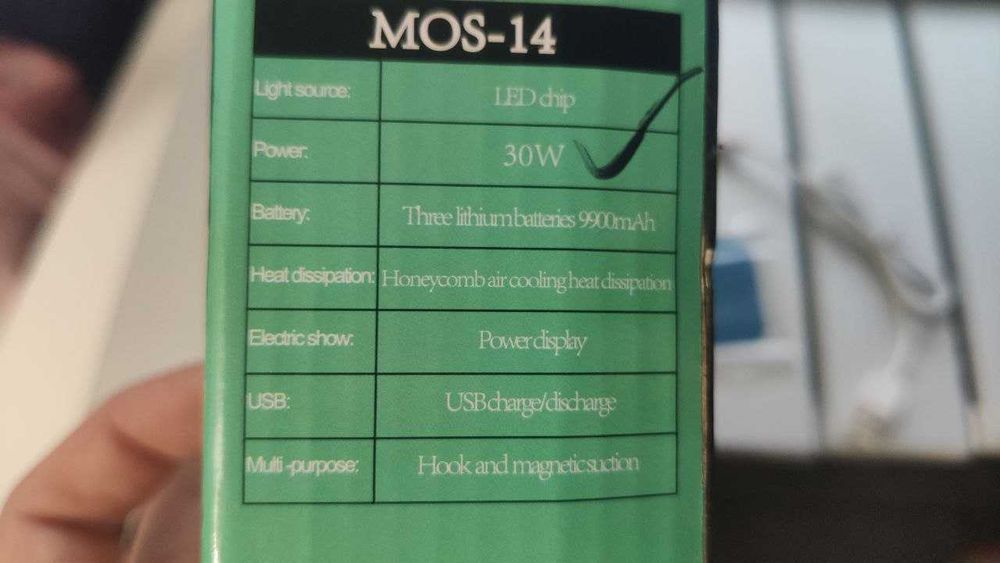 MOS-14
Light source: LED chip
Power: 30W
Battery: Three lithium batteries 9900mAh
Heat dissipation: Honeycomb air cooling heat dissipation
Electric show: Power display
USB: USB charge/discharge
Multi-purpose: Hook and magnetic suction